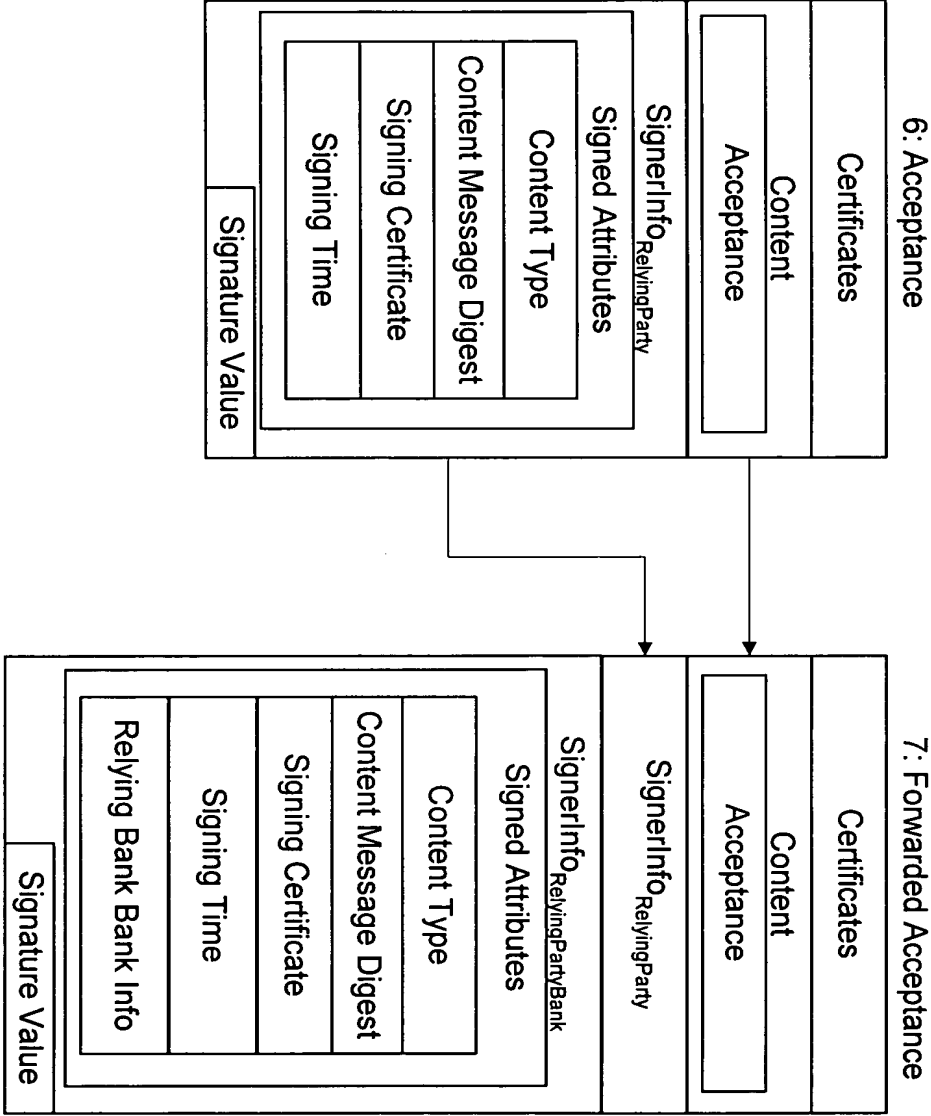 6: Acceptance
Certificates
Content
Acceptance
SignerInfoRelyingParty
Signed Attributes
Content Type
Content Message Digest
Signing Certificate
Signing Time
Signature Value
7: Forwarded Acceptance
Certificates
Content
Acceptance
SignerInfoRelyingParty
SignerInfoRelyingPartyBank
Signed Attributes
Content Type
Content Message Digest
Signing Certificate
Signing Time
Relying Bank Bank Info
Signature Value